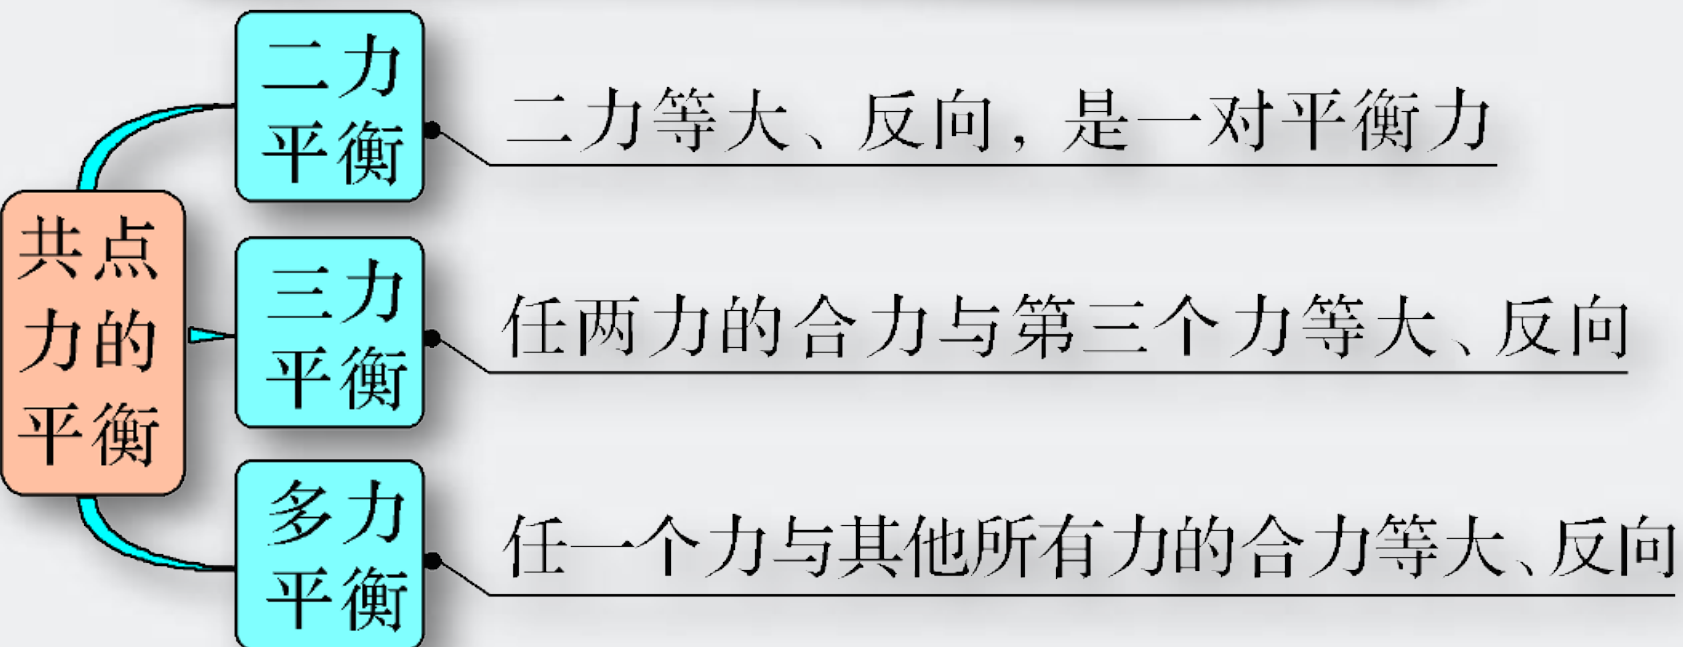 二力
平衡
二力等大、反向，是一对平衡力
共点
力的
平衡
三力
平衡
任两力的合力与第三个力等大、反向
多力
平衡
任一个力与其他所有力的合力等大、反向